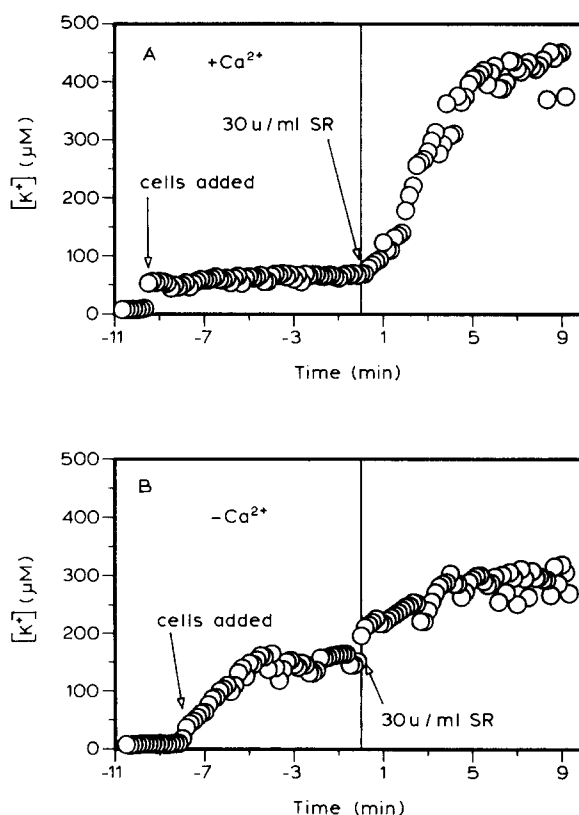 500
A
+Ca²⁺
400
30 u/ml SR
300
[K⁺] (μM)
200
cells added
100
0
-11 -7 -3 1 5 9
Time (min)
500
B
-Ca²⁺
400
300
[K⁺] (μM)
cells added
200
100
30 u/ml SR
0
-11 -7 -3 1 5 9
Time (min)